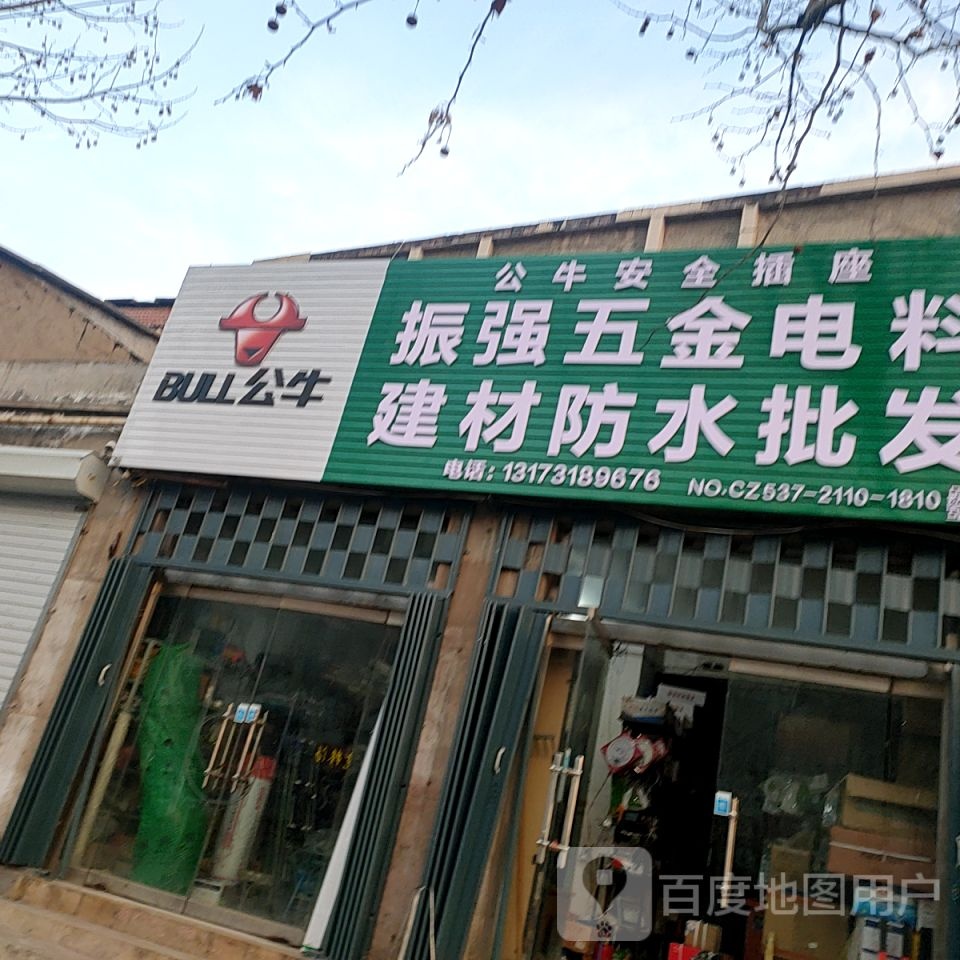 公牛安全插座
BULL公牛
振强五金电料
建材防水批发
电话：13173189676
NO.CZ537-2110-1810
百度地图用户